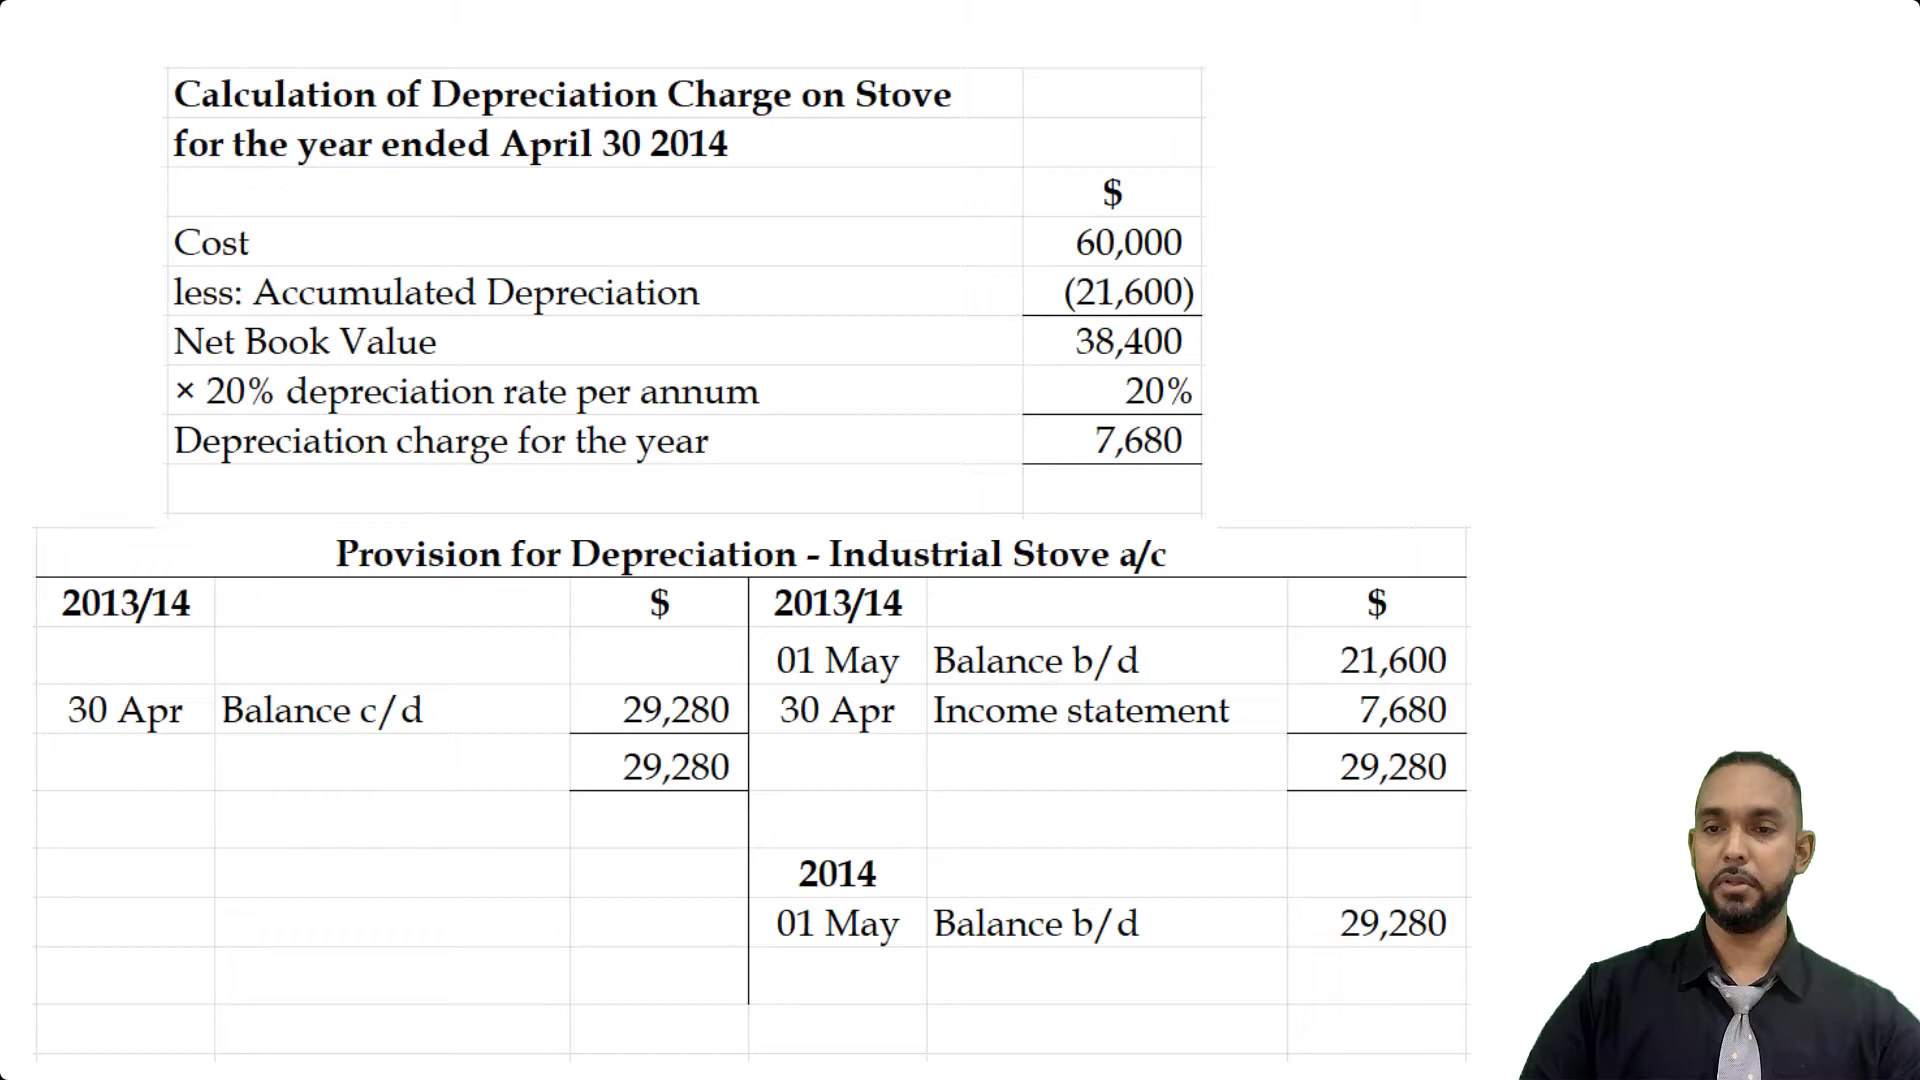 Calculation of Depreciation Charge on Stove
for the year ended April 30 2014
$
Cost 60,000
less: Accumulated Depreciation (21,600)
Net Book Value 38,400
× 20% depreciation rate per annum 20%
Depreciation charge for the year 7,680
Provision for Depreciation - Industrial Stove a/c
2013/14 $ 2013/14 $
01 May Balance b/d 21,600
30 Apr Balance c/d 29,280 30 Apr Income statement 7,680
29,280 29,280
2014
01 May Balance b/d 29,280